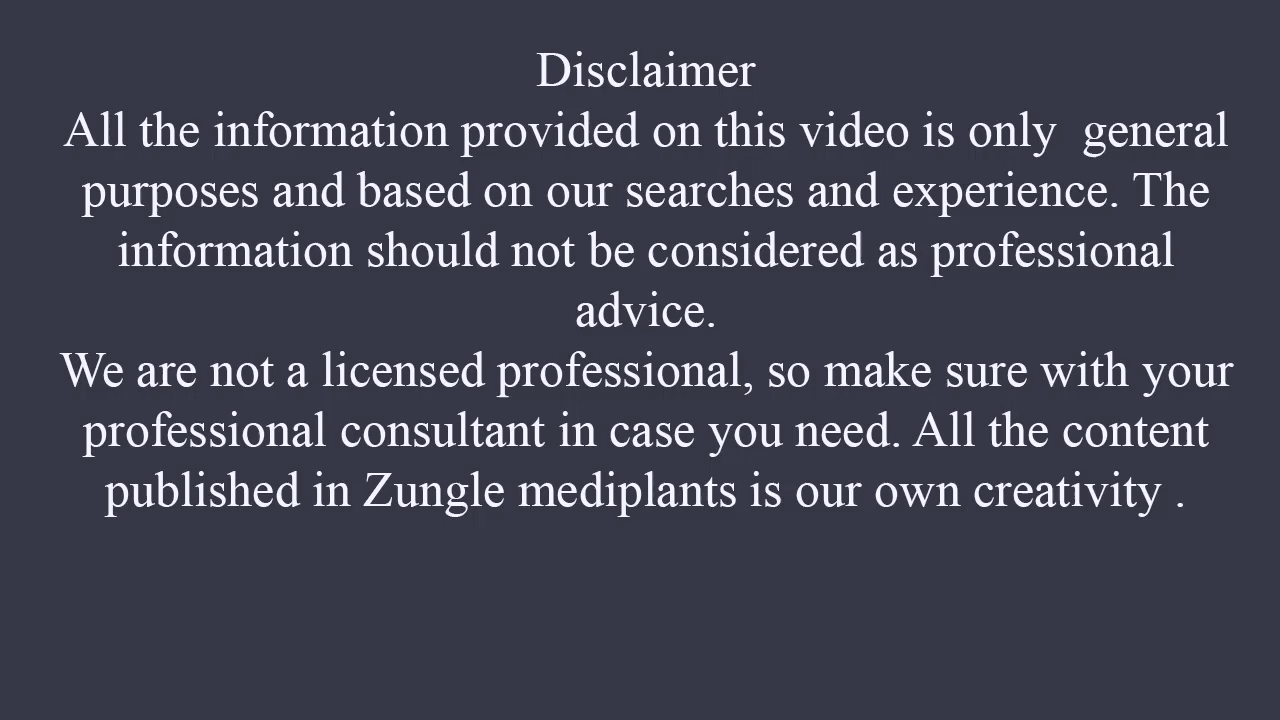 Disclaimer
All the information provided on this video is only  general
purposes and based on our searches and experience. The
information should not be considered as professional
advice.
We are not a licensed professional, so make sure with your
professional consultant in case you need. All the content
published in Zungle mediplants is our own creativity .